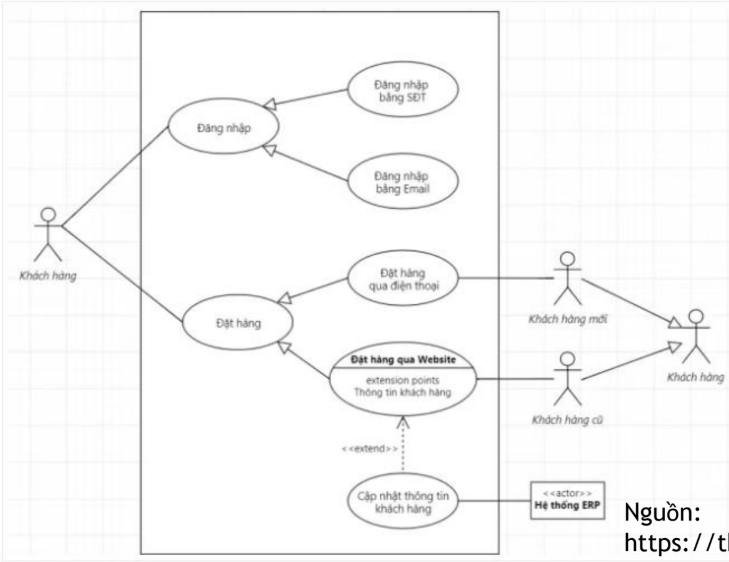 Đăng nhập
bằng SĐT
Đăng nhập
Đăng nhập
bằng Email
Khách hàng
Đặt hàng
qua điện thoại
Khách hàng mới
Đặt hàng
Đặt hàng qua Website
extension points
Thông tin khách hàng
Khách hàng
Khách hàng cũ
<<extend>>
Cập nhật thông tin
khách hàng
<<actor>>
Hệ thống ERP
Nguồn:
https://tl